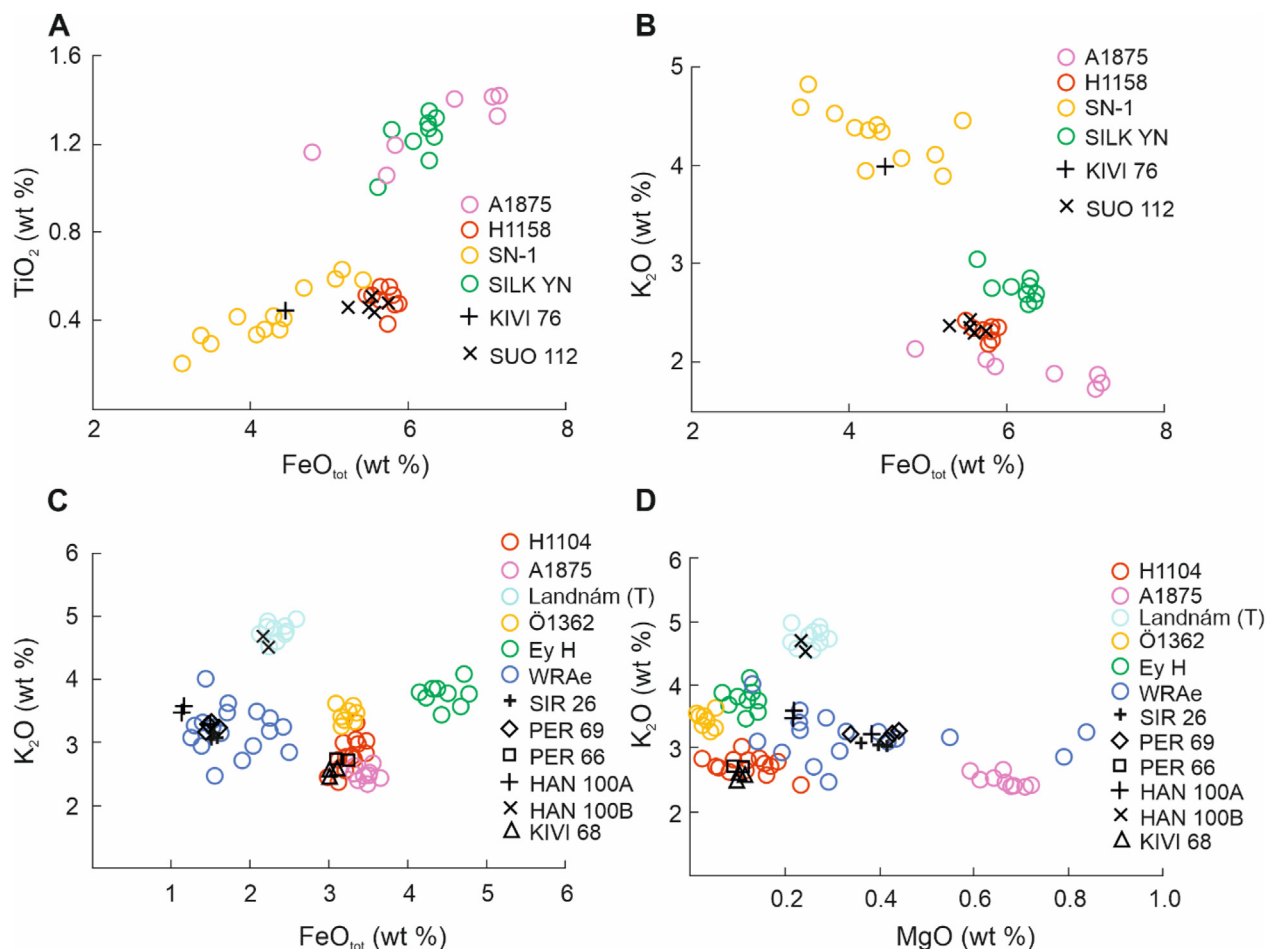 A
TiO2 (wt %)
1.6
1.2
0.8
0.4
2
4
6
8
FeOtot (wt %)
A1875
H1158
SN-1
SILK YN
KIVI 76
SUO 112
B
K2O (wt %)
5
4
3
2
4
6
8
FeOtot (wt %)
A1875
H1158
SN-1
SILK YN
KIVI 76
SUO 112
C
K2O (wt %)
6
5
4
3
2
1
2
3
4
5
6
FeOtot (wt %)
H1104
A1875
Landnám (T)
Ö1362
Ey H
WRAe
SIR 26
PER 69
PER 66
HAN 100A
HAN 100B
KIVI 68
D
K2O (wt %)
6
5
4
3
2
0.2
0.4
0.6
0.8
1.0
MgO (wt %)
H1104
A1875
Landnám (T)
Ö1362
Ey H
WRAe
SIR 26
PER 69
PER 66
HAN 100A
HAN 100B
KIVI 68